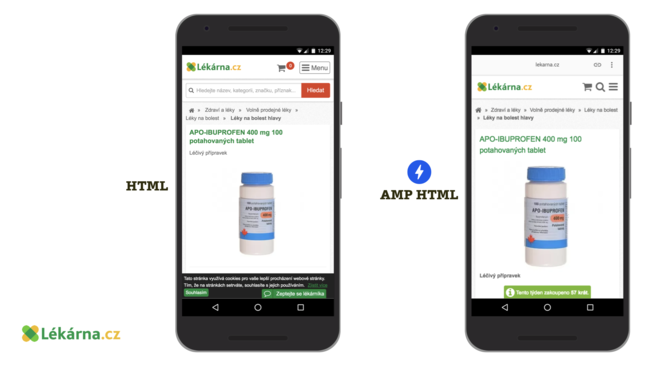 12:29
Lékárna.cz
0
Menu
Hledejte název, kategorii, značku, příznak...
Hledat
» Zdraví a léky » Volně prodejné léky »
Léky na bolest » Léky na bolest hlavy
APO-IBUPROFEN 400 mg 100
potahovaných tablet
Léčivý přípravek
APO-IBUPROFEN
400 mg
Tato stránka využívá cookies pro vaše lepší procházení webové stránky.
Tím, že na stránkách setrváte, souhlasíte s jejich používáním. Zjistit více
Souhlasím
Zeptejte se lékárníka
HTML
AMP HTML
12:29
lekarna.cz
Lékárna.cz
» Zdraví a léky » Volně prodejné léky » Léky na bolest
» Léky na bolest hlavy
APO-IBUPROFEN 400 mg 100
potahovaných tablet
APO-IBUPROFEN
400 mg
Léčivý přípravek
Tento týden zakoupeno 97 krát
Lékárna.cz